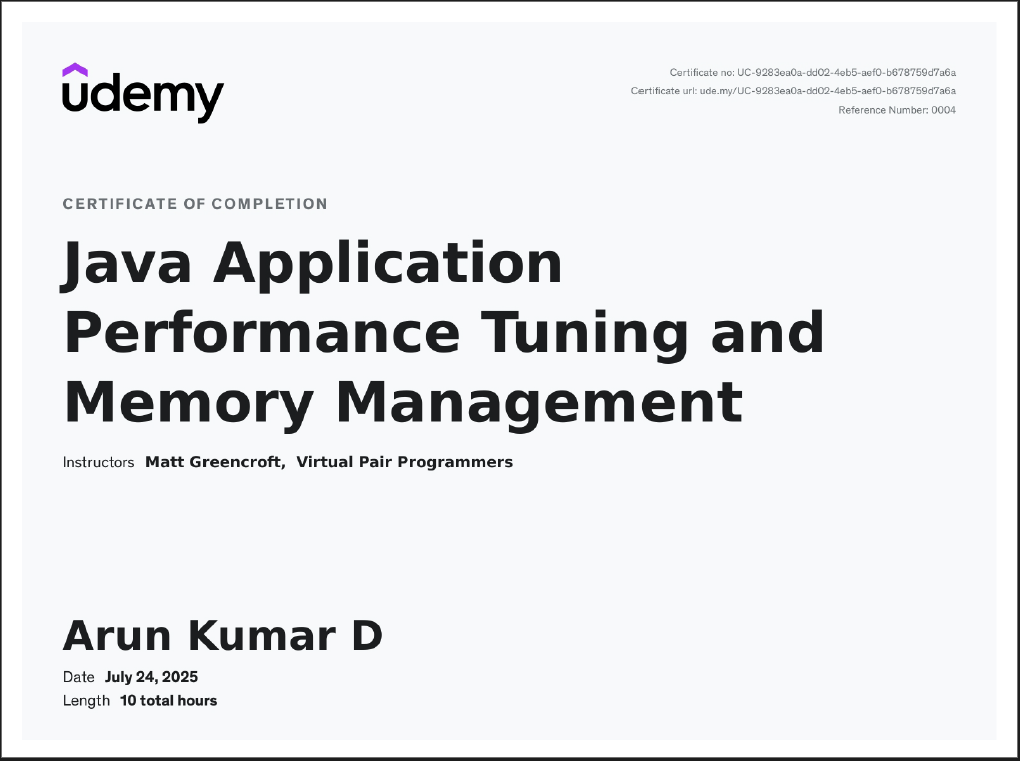 udemy
Certificate no: UC-9283ea0a-dd02-4eb5-aef0-b678759d7a6a
Certificate url: ude.my/UC-9283ea0a-dd02-4eb5-aef0-b678759d7a6a
Reference Number: 0004
CERTIFICATE OF COMPLETION
Java Application
Performance Tuning and
Memory Management
Instructors Matt Greencroft, Virtual Pair Programmers
Arun Kumar D
Date July 24, 2025
Length 10 total hours